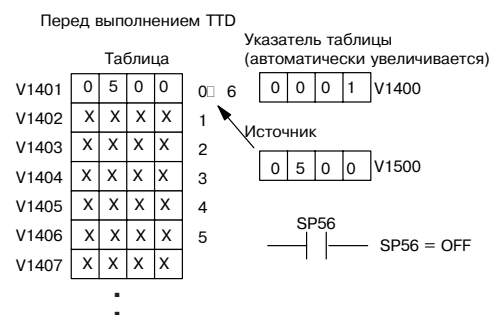 Перед выполнением TTD
Таблица
Указатель таблицы
(автоматически увеличивается)
V1401 0 5 0 0 0□ 6
0 0 0 1 V1400
V1402 X X X X 1
Источник
V1403 X X X X 2
0 5 0 0 V1500
V1404 X X X X 3
V1405 X X X X 4
V1406 X X X X 5
SP56
SP56 = OFF
V1407 X X X X